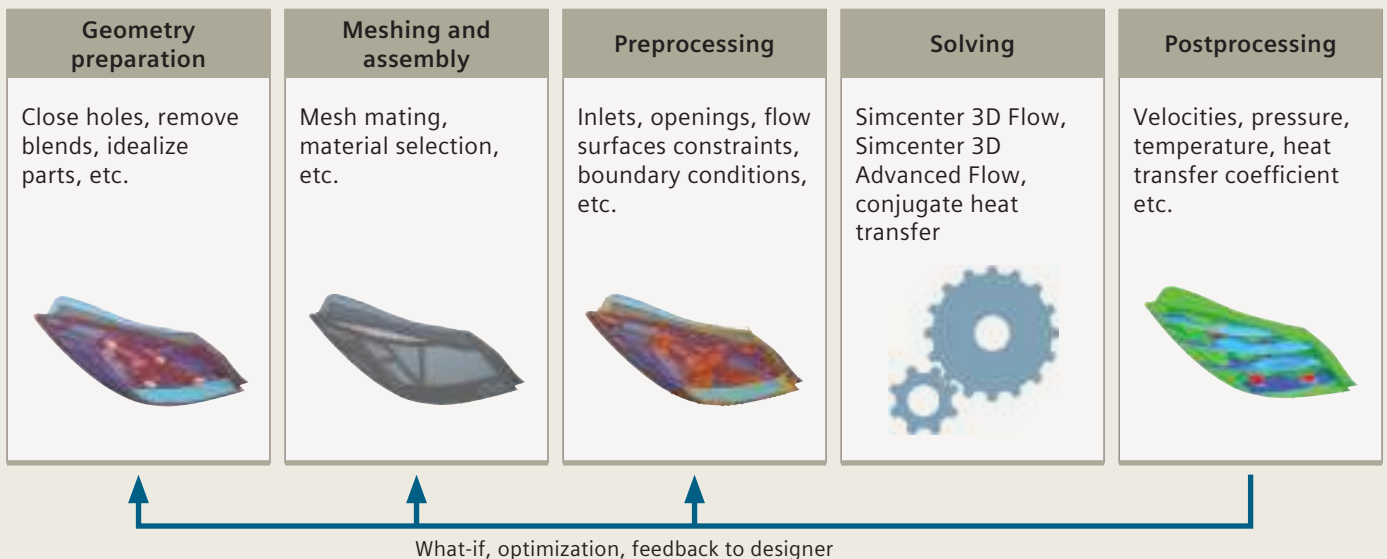 Geometry
preparation
Close holes, remove
blends, idealize
parts, etc.
Meshing and
assembly
Mesh mating,
material selection,
etc.
Preprocessing
Inlets, openings, flow
surfaces constraints,
boundary conditions,
etc.
Solving
Simcenter 3D Flow,
Simcenter 3D
Advanced Flow,
conjugate heat
transfer
Postprocessing
Velocities, pressure,
temperature, heat
transfer coefficient
etc.
What-if, optimization, feedback to designer